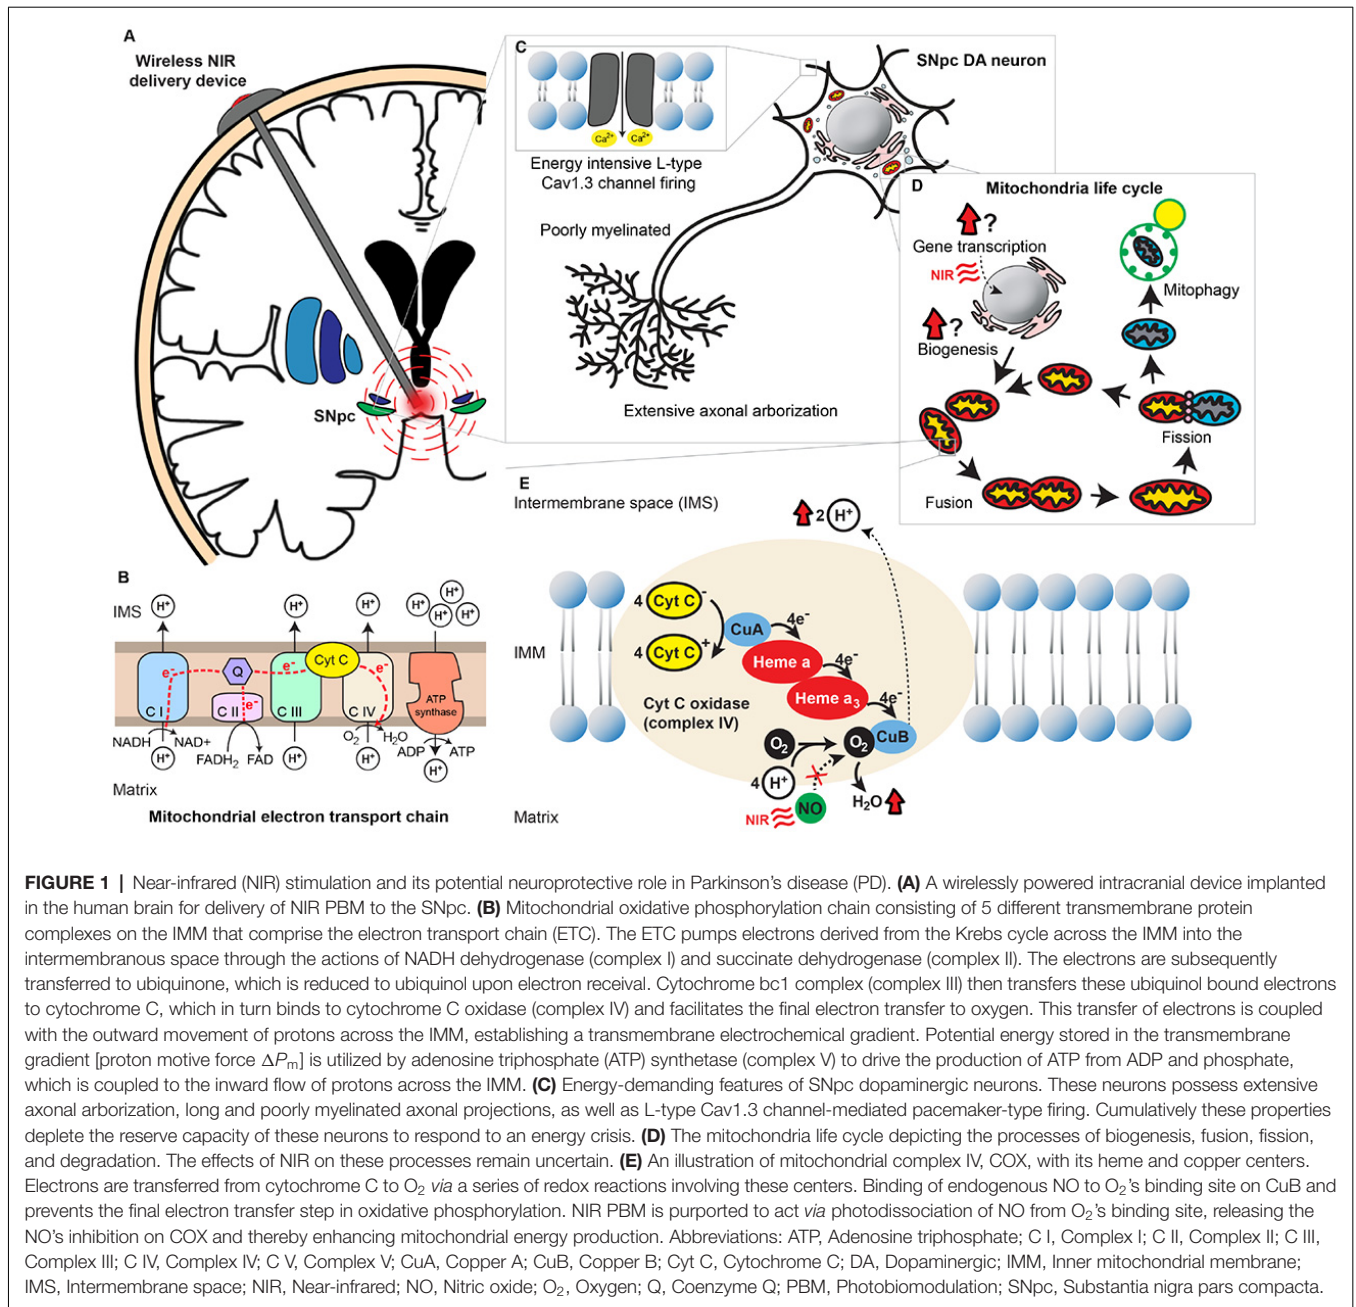 A
Wireless NIR
delivery device
SNpc
C
Ca2+ Ca2+
Energy intensive L-type
Cav1.3 channel firing
SNpc DA neuron
Poorly myelinated
Extensive axonal arborization
D
Mitochondria life cycle
?
Gene transcription
NIR
?
Biogenesis
Mitophagy
Fission
Fusion
B
IMS
H+ H+ H+ H+ H+ H+ H+
Cyt C
e- Q e- e- e-
C I C II C III C IV ATP
synthase
NADH NAD+ FADH2 FAD O2 H2O ADP ATP
H+ H+ H+ H+
Matrix
Mitochondrial electron transport chain
E
Intermembrane space (IMS)
2 H+
4 Cyt C-
CuA 4e-
4 Cyt C+
IMM
Heme a 4e-
Heme a3 4e-
Cyt C oxidase
(complex IV)
CuB
O2 O2
4 H+
NIR NO H2O
Matrix
FIGURE 1 | Near-infrared (NIR) stimulation and its potential neuroprotective role in Parkinson's disease (PD). (A) A wirelessly powered intracranial device implanted
in the human brain for delivery of NIR PBM to the SNpc. (B) Mitochondrial oxidative phosphorylation chain consisting of 5 different transmembrane protein
complexes on the IMM that comprise the electron transport chain (ETC). The ETC pumps electrons derived from the Krebs cycle across the IMM into the
intermembranous space through the actions of NADH dehydrogenase (complex I) and succinate dehydrogenase (complex II). The electrons are subsequently
transferred to ubiquinone, which is reduced to ubiquinol upon electron receival. Cytochrome bc1 complex (complex III) then transfers these ubiquinol bound electrons
to cytochrome C, which in turn binds to cytochrome C oxidase (complex IV) and facilitates the final electron transfer to oxygen. This transfer of electrons is coupled
with the outward movement of protons across the IMM, establishing a transmembrane electrochemical gradient. Potential energy stored in the transmembrane
gradient [proton motive force ΔPm] is utilized by adenosine triphosphate (ATP) synthetase (complex V) to drive the production of ATP from ADP and phosphate,
which is coupled to the inward flow of protons across the IMM. (C) Energy-demanding features of SNpc dopaminergic neurons. These neurons possess extensive
axonal arborization, long and poorly myelinated axonal projections, as well as L-type Cav1.3 channel-mediated pacemaker-type firing. Cumulatively these properties
deplete the reserve capacity of these neurons to respond to an energy crisis. (D) The mitochondria life cycle depicting the processes of biogenesis, fusion, fission,
and degradation. The effects of NIR on these processes remain uncertain. (E) An illustration of mitochondrial complex IV, COX, with its heme and copper centers.
Electrons are transferred from cytochrome C to O2 via a series of redox reactions involving these centers. Binding of endogenous NO to O2's binding site on CuB and
prevents the final electron transfer step in oxidative phosphorylation. NIR PBM is purported to act via photodissociation of NO from O2's binding site, releasing the
NO's inhibition on COX and thereby enhancing mitochondrial energy production. Abbreviations: ATP, Adenosine triphosphate; C I, Complex I; C II, Complex II; C III,
Complex III; C IV, Complex IV; C V, Complex V; CuA, Copper A; CuB, Copper B; Cyt C, Cytochrome C; DA, Dopaminergic; IMM, Inner mitochondrial membrane;
IMS, Intermembrane space; NIR, Near-infrared; NO, Nitric oxide; O2, Oxygen; Q, Coenzyme Q; PBM, Photobiomodulation; SNpc, Substantia nigra pars compacta.